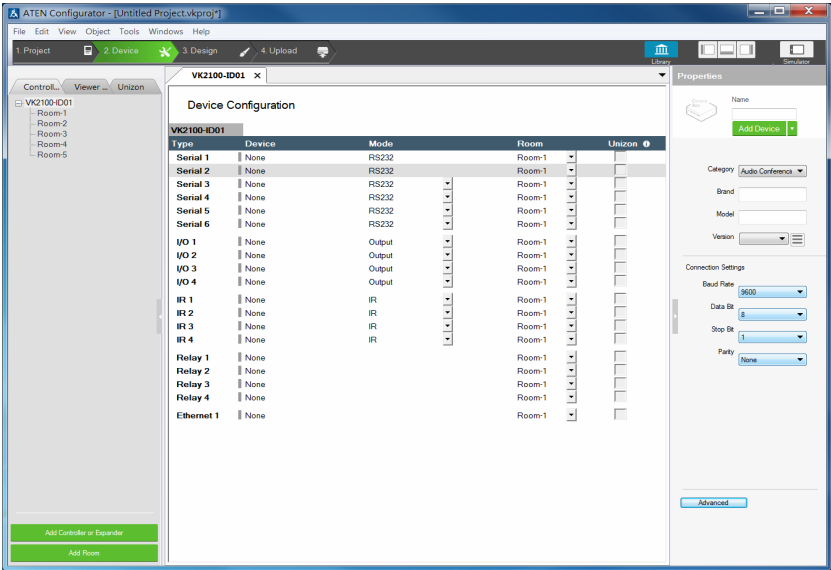 ATEN Configurator - [Untitled Project.vkproj*]
File Edit View Object Tools Windows Help
1. Project 2. Device 3. Design 4. Upload Library Simulator
Controll... Viewer ... Unizon
VK2100-ID01
Room-1
Room-2
Room-3
Room-4
Room-5
Add Controller or Expander
Add Room
VK2100-ID01 ×
Device Configuration
VK2100-ID01
Type Device Mode Room Unizon
Serial 1 None RS232 Room-1
Serial 2 None RS232 Room-1
Serial 3 None RS232 Room-1
Serial 4 None RS232 Room-1
Serial 5 None RS232 Room-1
Serial 6 None RS232 Room-1
I/O 1 None Output Room-1
I/O 2 None Output Room-1
I/O 3 None Output Room-1
I/O 4 None Output Room-1
IR 1 None IR Room-1
IR 2 None IR Room-1
IR 3 None IR Room-1
IR 4 None IR Room-1
Relay 1 None Room-1
Relay 2 None Room-1
Relay 3 None Room-1
Relay 4 None Room-1
Ethernet 1 None Room-1
Properties
Name
Add Device
Category Audio Conference
Brand
Model
Version
Connection Settings
Baud Rate 9600
Data Bit 8
Stop Bit 1
Parity None
Advanced